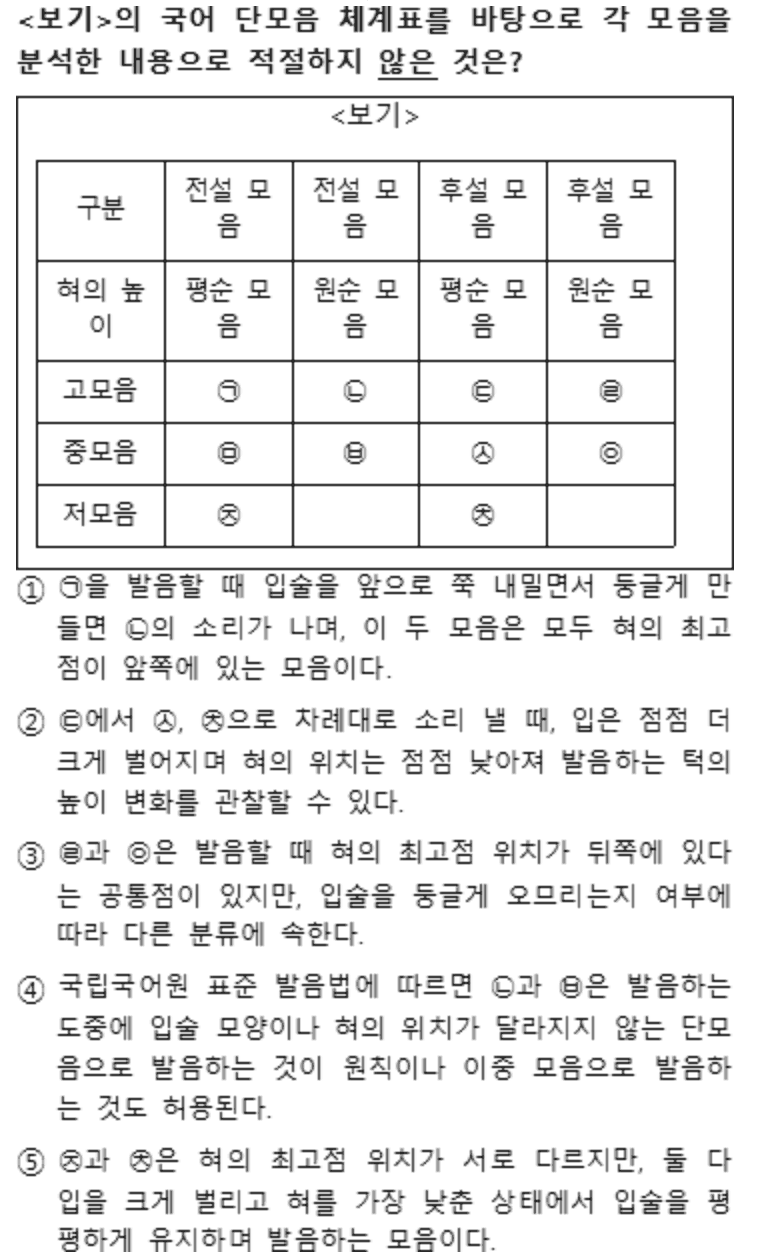 <보기>의 국어 단모음 체계표를 바탕으로 각 모음을
분석한 내용으로 적절하지 않은 것은?
<보기>
구분 전설 모음 전설 모음 후설 모음 후설 모음
혀의 높이 평순 모음 원순 모음 평순 모음 원순 모음
고모음 ㉠ ㉡ ㉢ ㉣
중모음 ㉤ ㉥ ㉦ ㉧
저모음 ㉨ ㉩
① ㉠을 발음할 때 입술을 앞으로 쭉 내밀면서 둥글게 만
들면 ㉡의 소리가 나며, 이 두 모음은 모두 혀의 최고
점이 앞쪽에 있는 모음이다.
② ㉢에서 ㉦, ㉩으로 차례대로 소리 낼 때, 입은 점점 더
크게 벌어지며 혀의 위치는 점점 낮아져 발음하는 턱의
높이 변화를 관찰할 수 있다.
③ ㉣과 ㉧은 발음할 때 혀의 최고점 위치가 뒤쪽에 있다
는 공통점이 있지만, 입술을 둥글게 오므리는지 여부에
따라 다른 분류에 속한다.
④ 국립국어원 표준 발음법에 따르면 ㉡과 ㉥은 발음하는
도중에 입술 모양이나 혀의 위치가 달라지지 않는 단모
음으로 발음하는 것이 원칙이나 이중 모음으로 발음하
는 것도 허용된다.
⑤ ㉨과 ㉩은 혀의 최고점 위치가 서로 다르지만, 둘 다
입을 크게 벌리고 혀를 가장 낮춘 상태에서 입술을 평
평하게 유지하며 발음하는 모음이다.